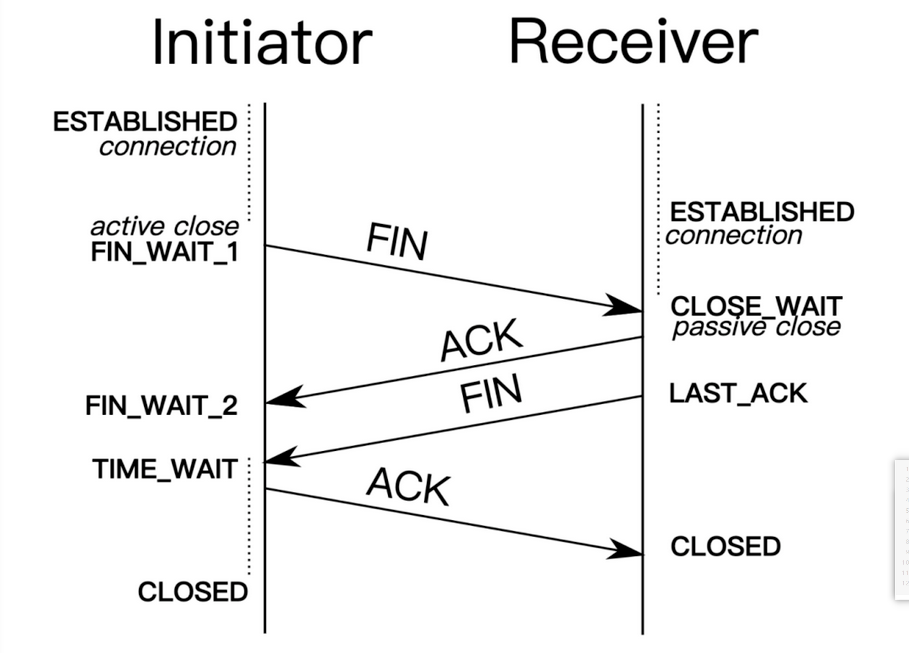 Initiator
Receiver
ESTABLISHED
connection
active close
FIN_WAIT_1
FIN
ESTABLISHED
connection
CLOSE_WAIT
passive close
ACK
FIN_WAIT_2
FIN
LAST_ACK
TIME_WAIT
ACK
CLOSED
CLOSED